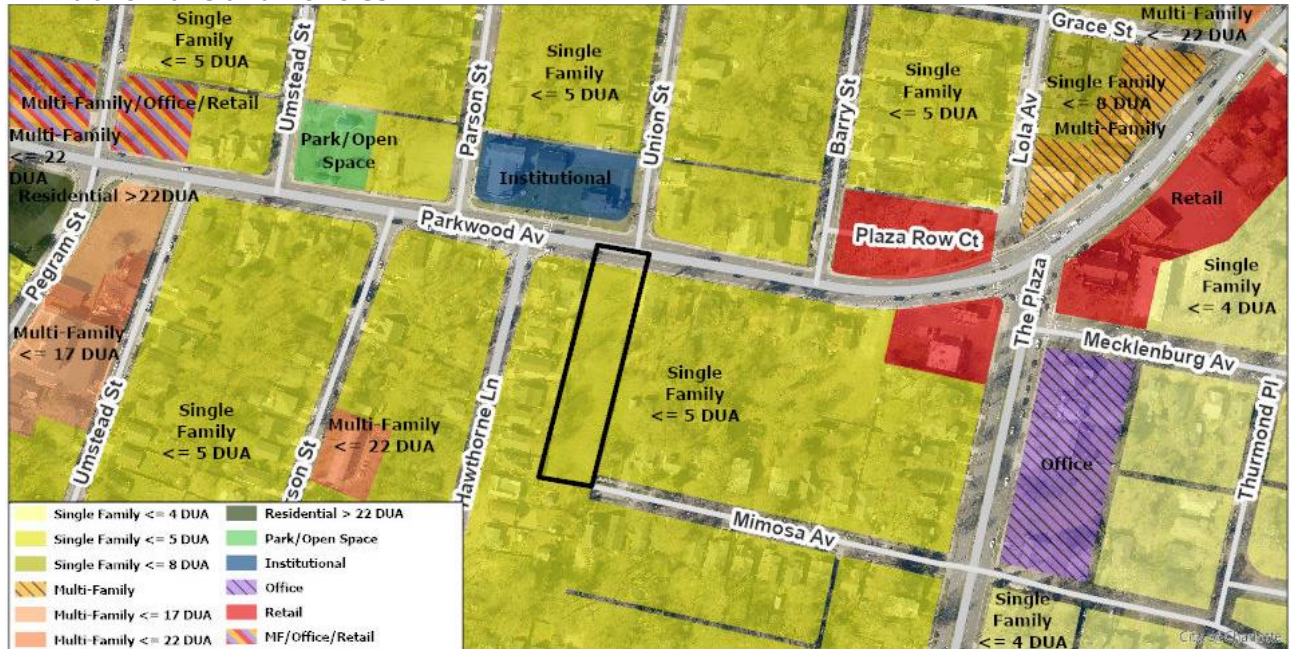 Single
Family
<= 5 DUA
Umstead St
Parson St
Single
Family
<= 5 DUA
Union St
Barry St
Single
Family
<= 5 DUA
Lola Av
Grace St
Multi-Family
<= 22 DUA
Single Family
<= 8 DUA
Multi-Family
Multi-Family/Office/Retail
Multi-Family
<= 22
DUA
Residential >22DUA
Park/Open
Space
Institutional
Parkwood Av
Plaza Row Ct
Retail
The Plaza
Single
Family
<= 4 DUA
Mecklenburg Av
Pegram St
Multi-Family
<= 17 DUA
Umstead St
Single
Family
<= 5 DUA
Multi-Family
<= 22 DUA
rson St
Hawthorne Ln
Single
Family
<= 5 DUA
Office
Thurmond Pl
Mimosa Av
Single
Family
<= 4 DUA
Single Family <= 4 DUA
Single Family <= 5 DUA
Single Family <= 8 DUA
Multi-Family
Multi-Family <= 17 DUA
Multi-Family <= 22 DUA
Residential > 22 DUA
Park/Open Space
Institutional
Office
Retail
MF/Office/Retail
City of Charlotte